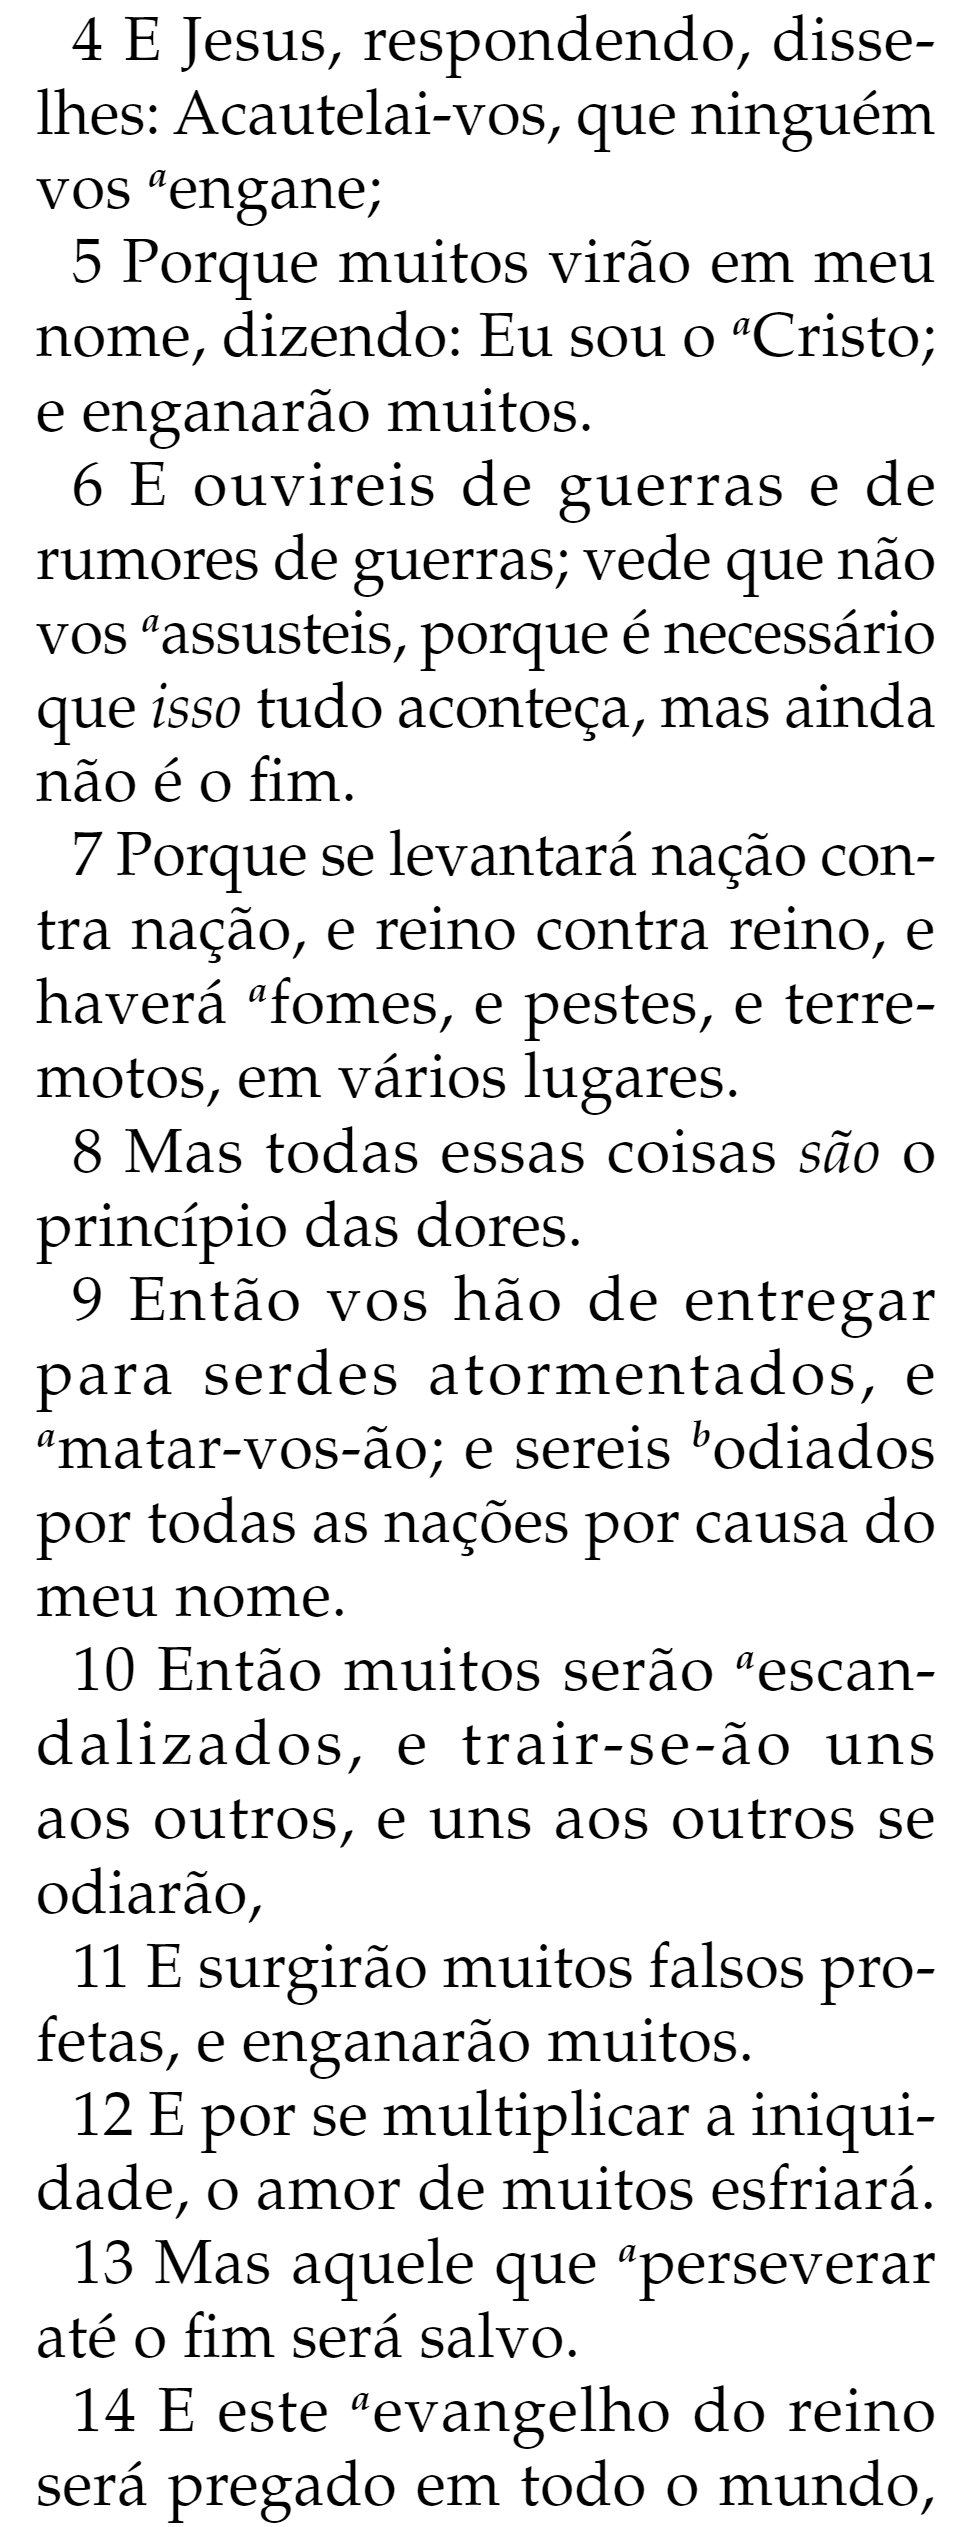 4 E Jesus, respondendo, disse-
lhes: Acautelai-vos, que ninguém
vos ᵃengane;
5 Porque muitos virão em meu
nome, dizendo: Eu sou o ᵃCristo;
e enganarão muitos.
6 E ouvireis de guerras e de
rumores de guerras; vede que não
vos ᵃassusteis, porque é necessário
que isso tudo aconteça, mas ainda
não é o fim.
7 Porque se levantará nação con-
tra nação, e reino contra reino, e
haverá ᵃfomes, e pestes, e terre-
motos, em vários lugares.
8 Mas todas essas coisas são o
princípio das dores.
9 Então vos hão de entregar
para serdes atormentados, e
ᵃmatar-vos-ão; e sereis ᵇodiados
por todas as nações por causa do
meu nome.
10 Então muitos serão ᵃescan-
dalizados, e trair-se-ão uns
aos outros, e uns aos outros se
odiarão,
11 E surgirão muitos falsos pro-
fetas, e enganarão muitos.
12 E por se multiplicar a iniqui-
dade, o amor de muitos esfriará.
13 Mas aquele que ᵃperseverar
até o fim será salvo.
14 E este ᵃevangelho do reino
será pregado em todo o mundo,